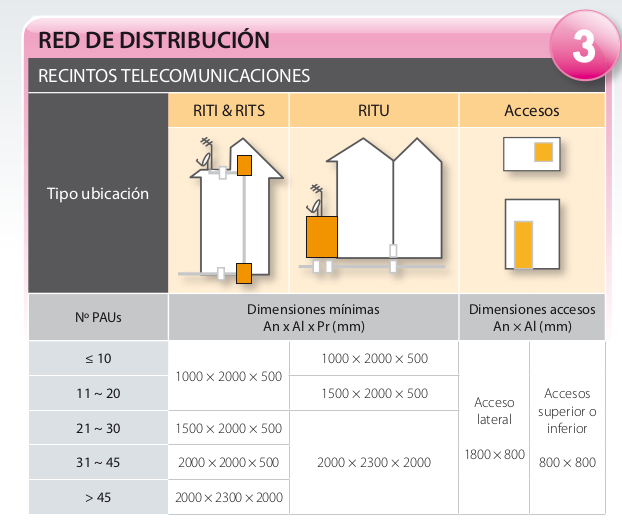 RED DE DISTRIBUCIÓN
3
RECINTOS TELECOMUNICACIONES
RITI & RITS
RITU
Accesos
Tipo ubicación
Nº PAUs
Dimensiones mínimas
An x Al x Pr (mm)
Dimensiones accesos
An × Al (mm)
≤ 10
1000 × 2000 × 500
1000 × 2000 × 500
11 ~ 20
1500 × 2000 × 500
21 ~ 30
1500 × 2000 × 500
31 ~ 45
2000 × 2000 × 500
2000 × 2300 × 2000
> 45
2000 × 2300 × 2000
Acceso
lateral
1800 × 800
Accesos
superior o
inferior
800 × 800